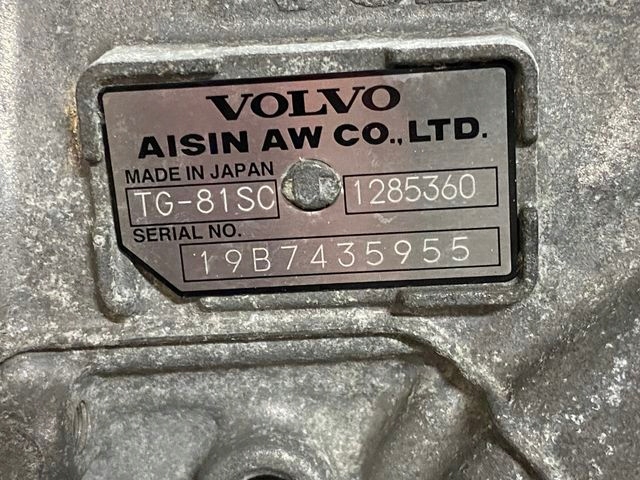 VOLVO
AISIN AW CO., LTD.
MADE IN JAPAN
TG-81SC 1285360
SERIAL NO.
19B7435955